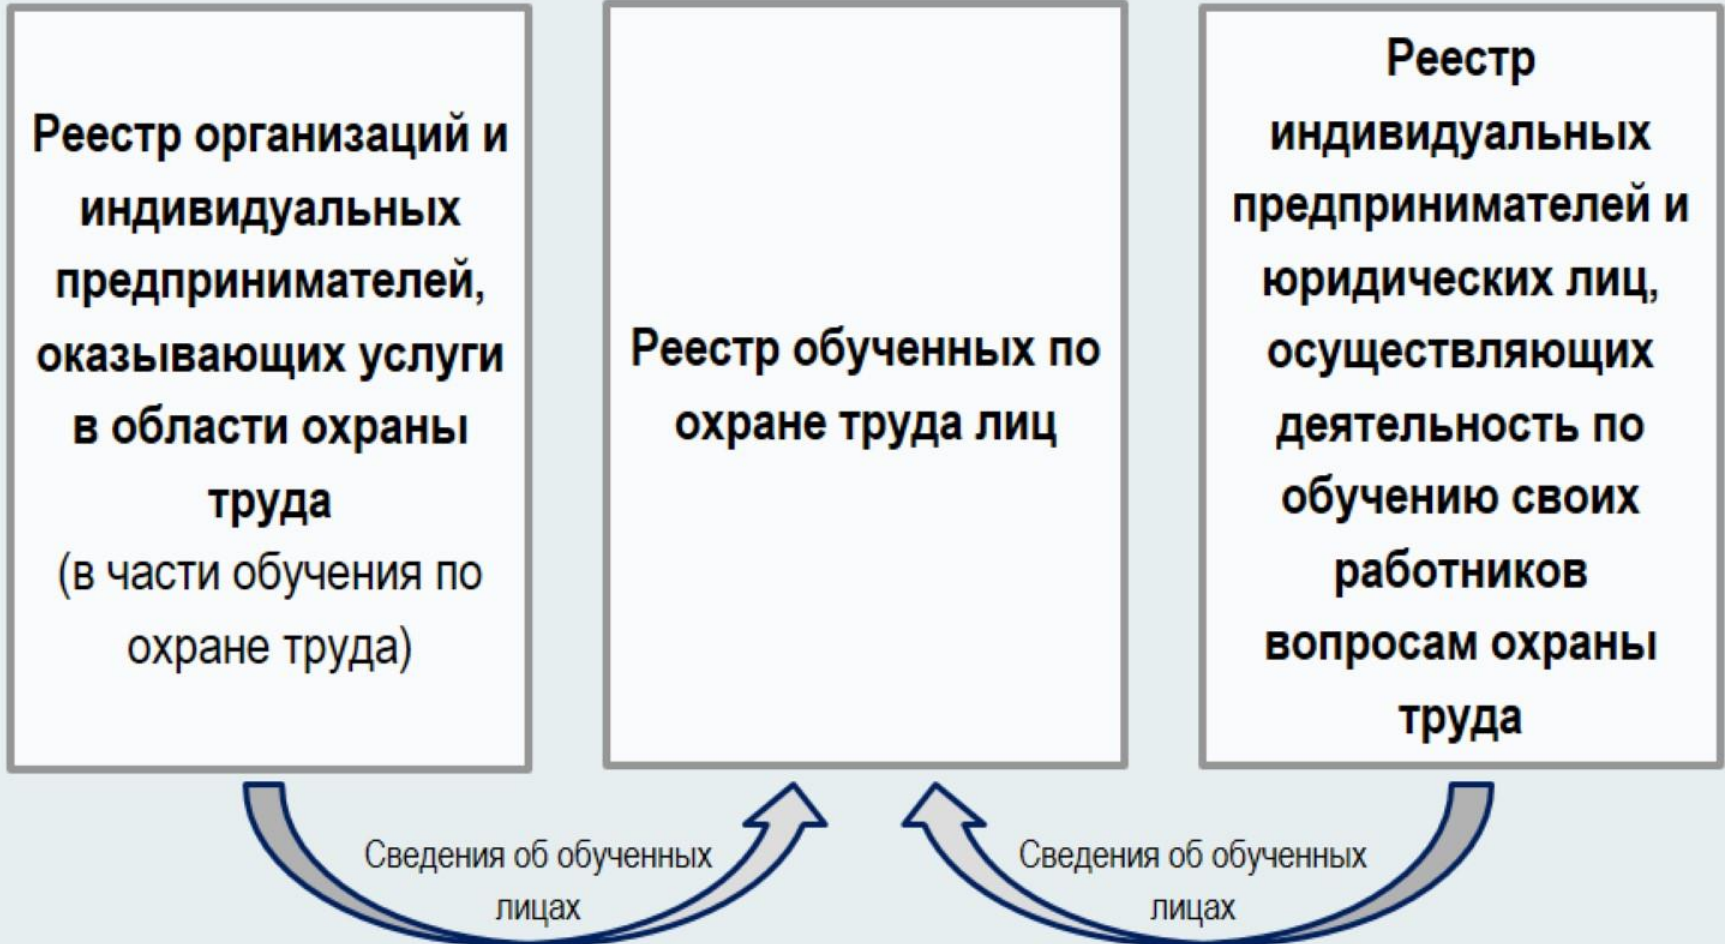 Реестр организаций и
индивидуальных
предпринимателей,
оказывающих услуги
в области охраны
труда
(в части обучения по
охране труда)
Реестр обученных по
охране труда лиц
Реестр
индивидуальных
предпринимателей и
юридических лиц,
осуществляющих
деятельность по
обучению своих
работников
вопросам охраны
труда
Сведения об обученных
лицах
Сведения об обученных
лицах